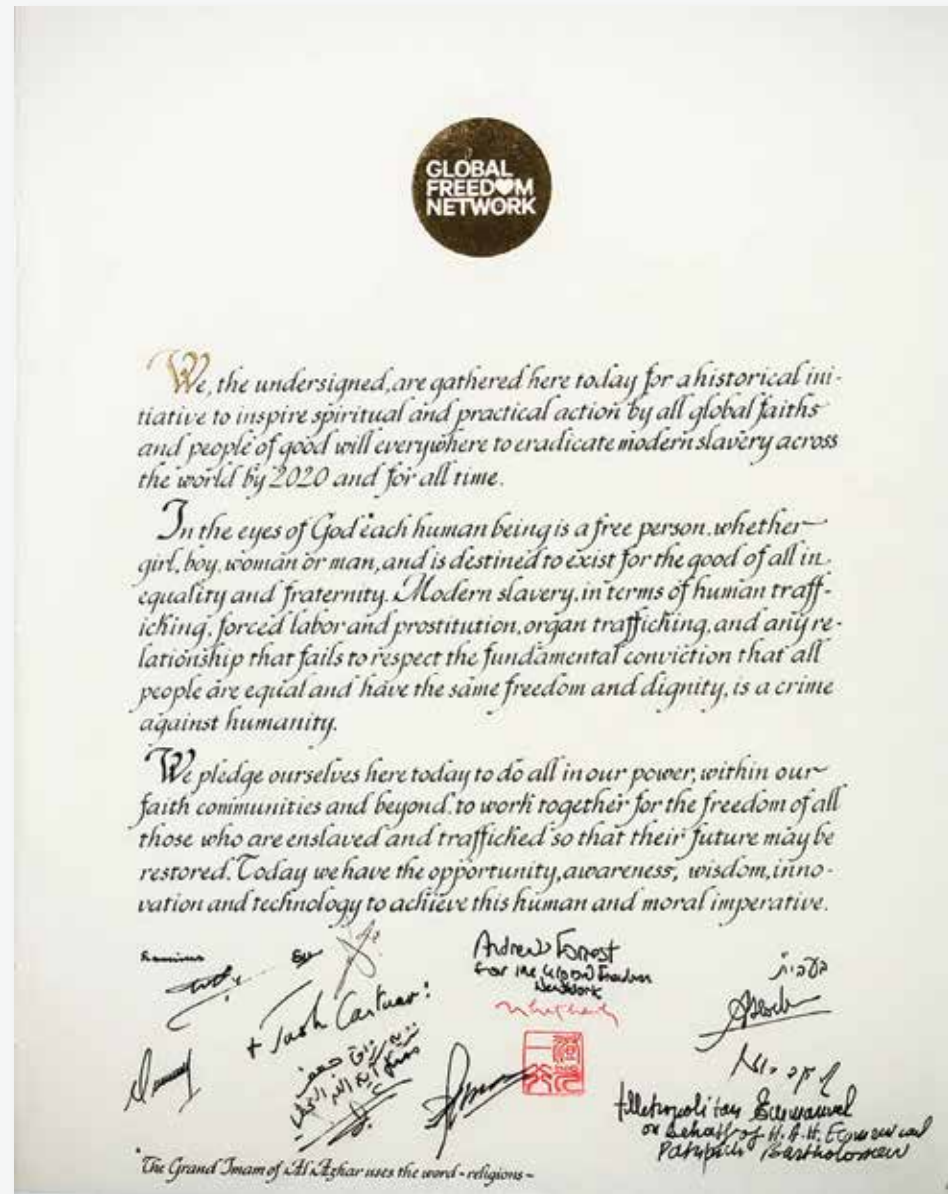 GLOBAL
FREEDOM
NETWORK
We, the undersigned, are gathered here today for a historical ini-
tiative to inspire spiritual and practical action by all global faiths
and people of good will everywhere to eradicate modern slavery across
the world by 2020 and for all time.
In the eyes of God* each human being is a free person, whether
girl, boy, woman or man, and is destined to exist for the good of all in
equality and fraternity. Modern slavery, in terms of human traff-
icking, forced labor and prostitution, organ trafficking, and any re-
lationship that fails to respect the fundamental conviction that all
people are equal and have the same freedom and dignity, is a crime
against humanity.
We pledge ourselves here today to do all in our power, within our
faith communities and beyond, to work together for the freedom of all
those who are enslaved and trafficked so that their future may be
restored. Today we have the opportunity, awareness, wisdom, inno-
vation and technology to achieve this human and moral imperative.
Andrew Forrest
for the Global Freedom
Network
+ Justin Cantuar:
+ Metropolitan Emmanuel
on behalf of H.A.H. Ecumenical
Patriarch Bartholomew
*The Grand Imam of Al Azhar uses the word - religions -